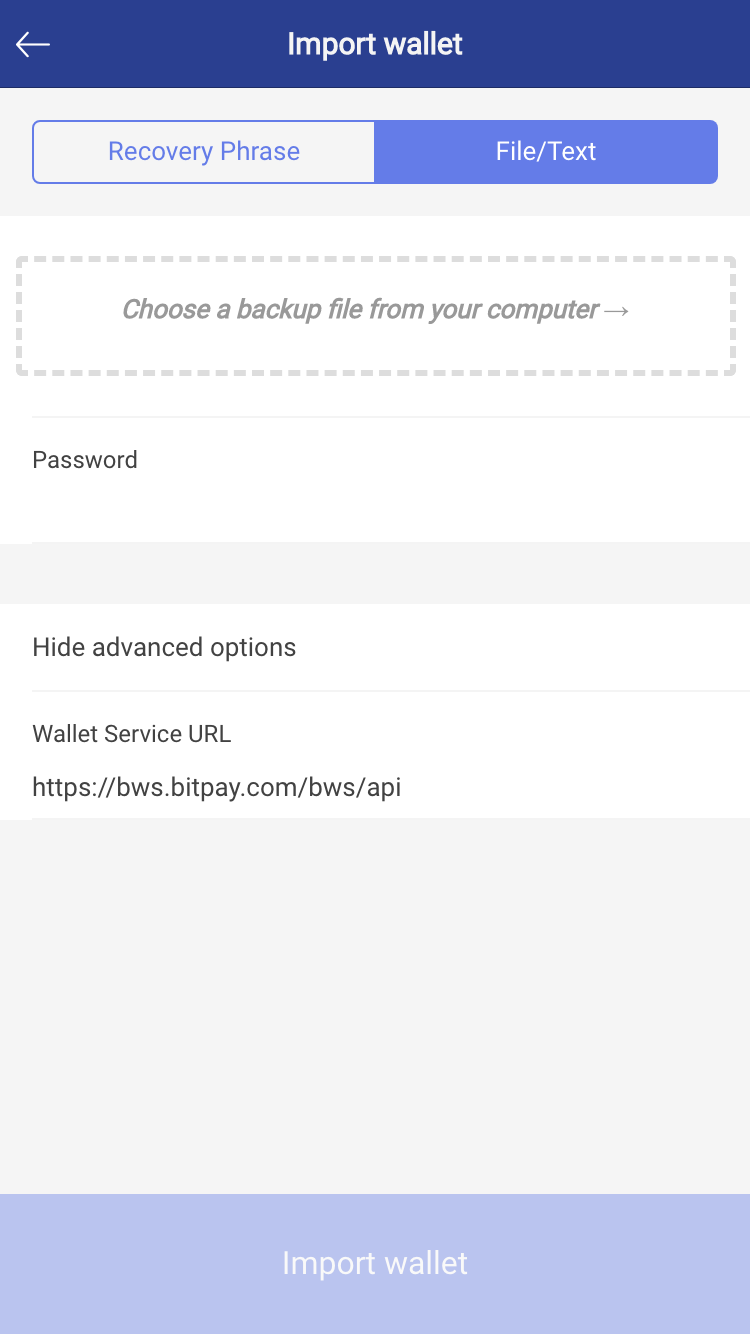 Import wallet
Recovery Phrase
File/Text
Choose a backup file from your computer →
Password
Hide advanced options
Wallet Service URL
https://bws.bitpay.com/bws/api
Import wallet